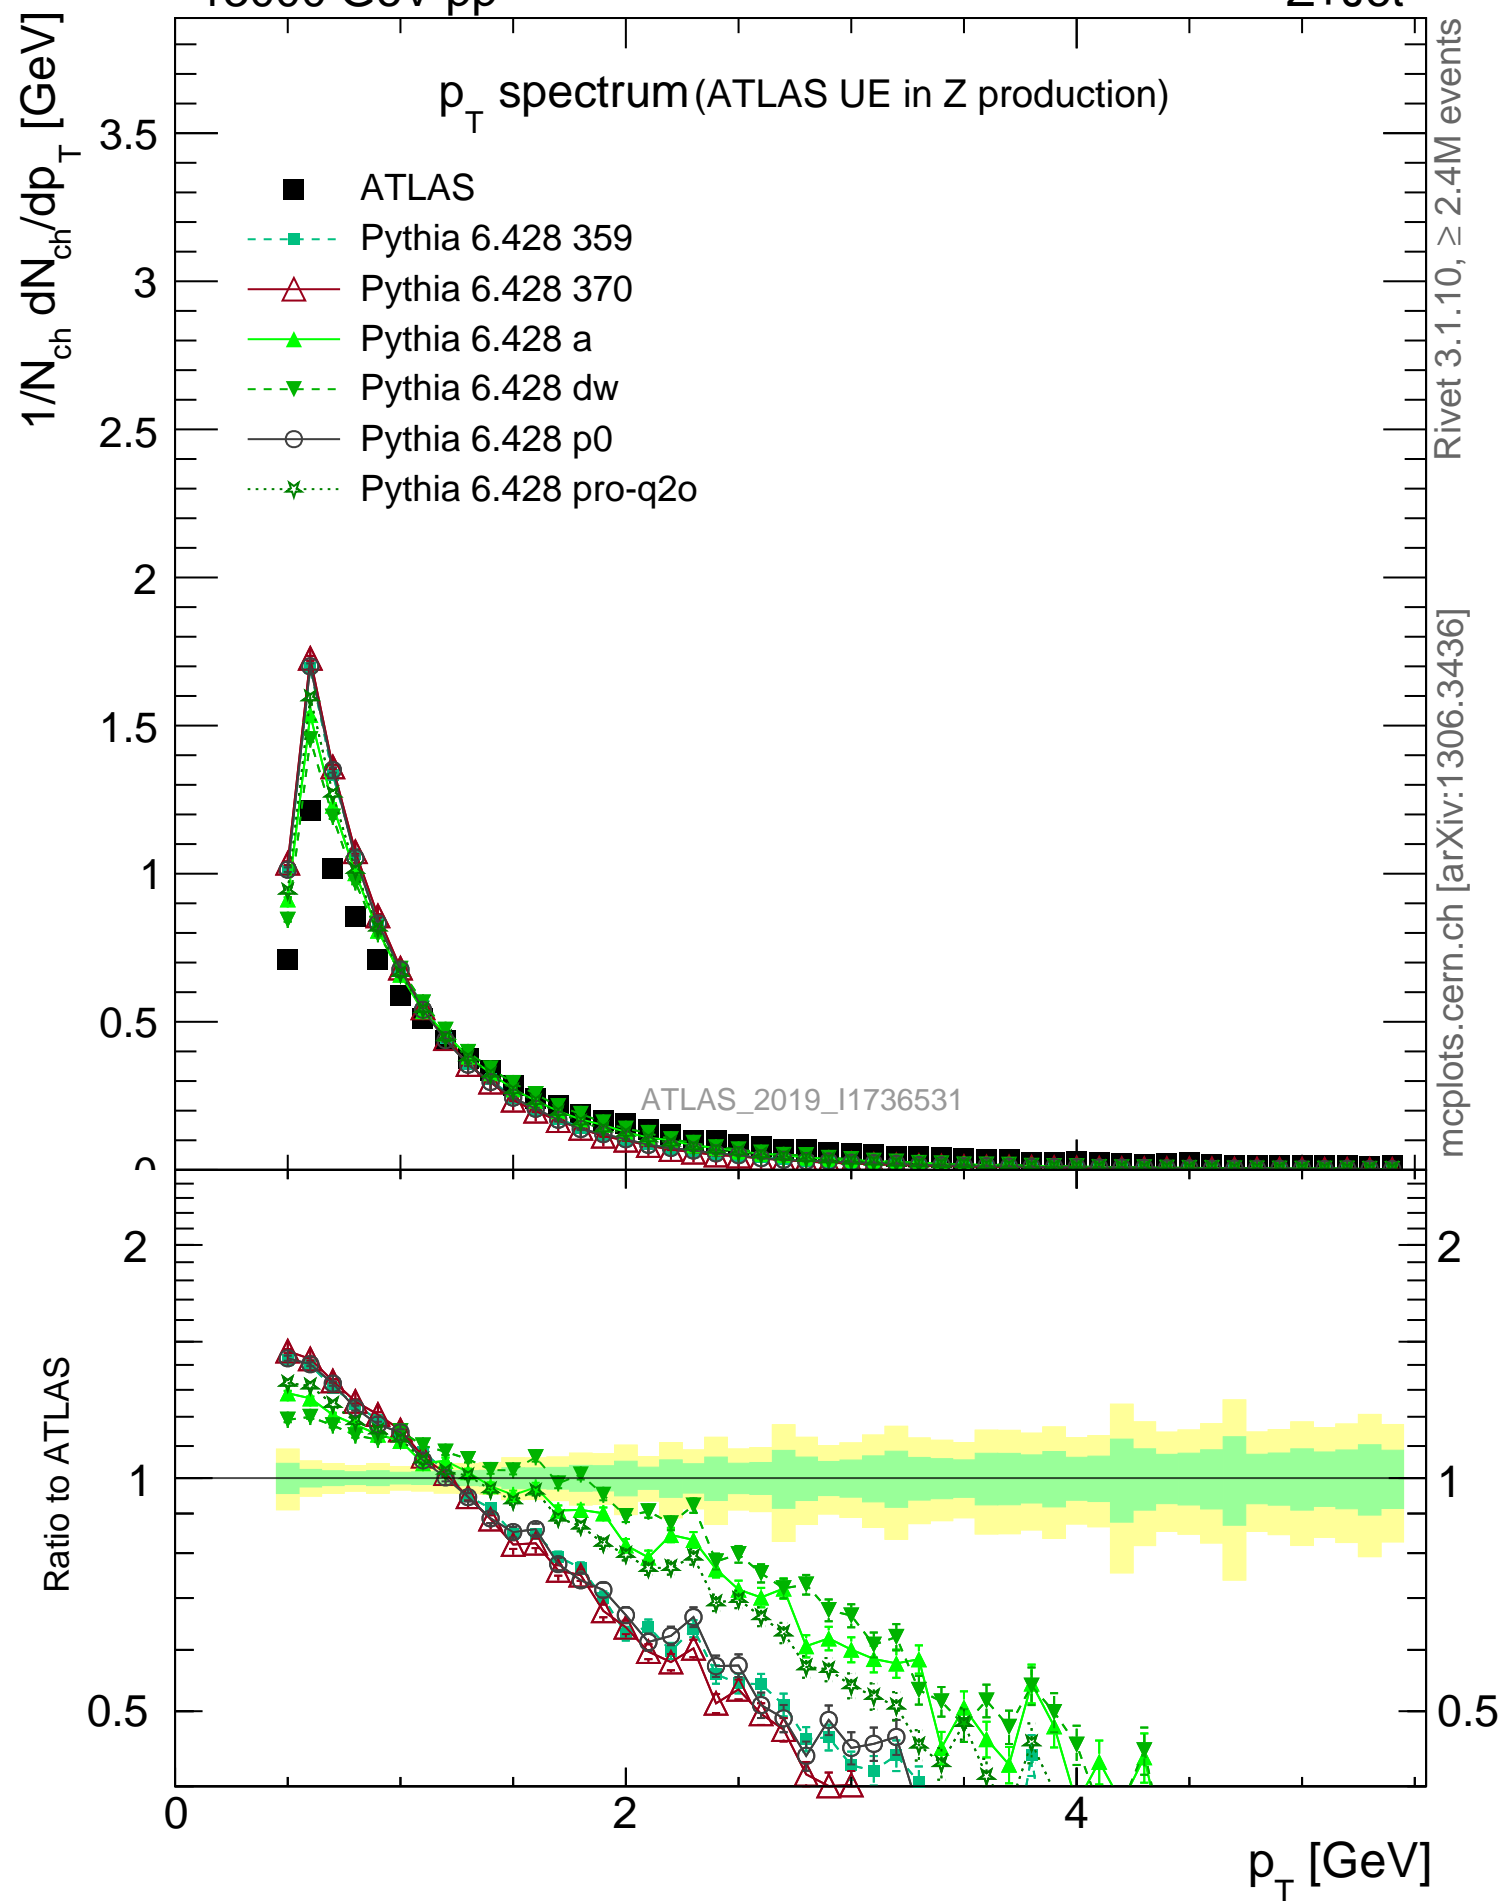 13000 GeV pp
Z+Jet
1/N_ch dN_ch/dp_T [GeV]
p_T spectrum (ATLAS UE in Z production)
ATLAS
Pythia 6.428 359
Pythia 6.428 370
Pythia 6.428 a
Pythia 6.428 dw
Pythia 6.428 p0
Pythia 6.428 pro-q2o
3.5
3
2.5
2
1.5
1
0.5
0
ATLAS_2019_I1736531
Rivet 3.1.10, ≥ 2.4M events
mcplots.cern.ch [arXiv:1306.3436]
Ratio to ATLAS
2
1
0.5
2
1
0.5
0
2
4
p_T [GeV]